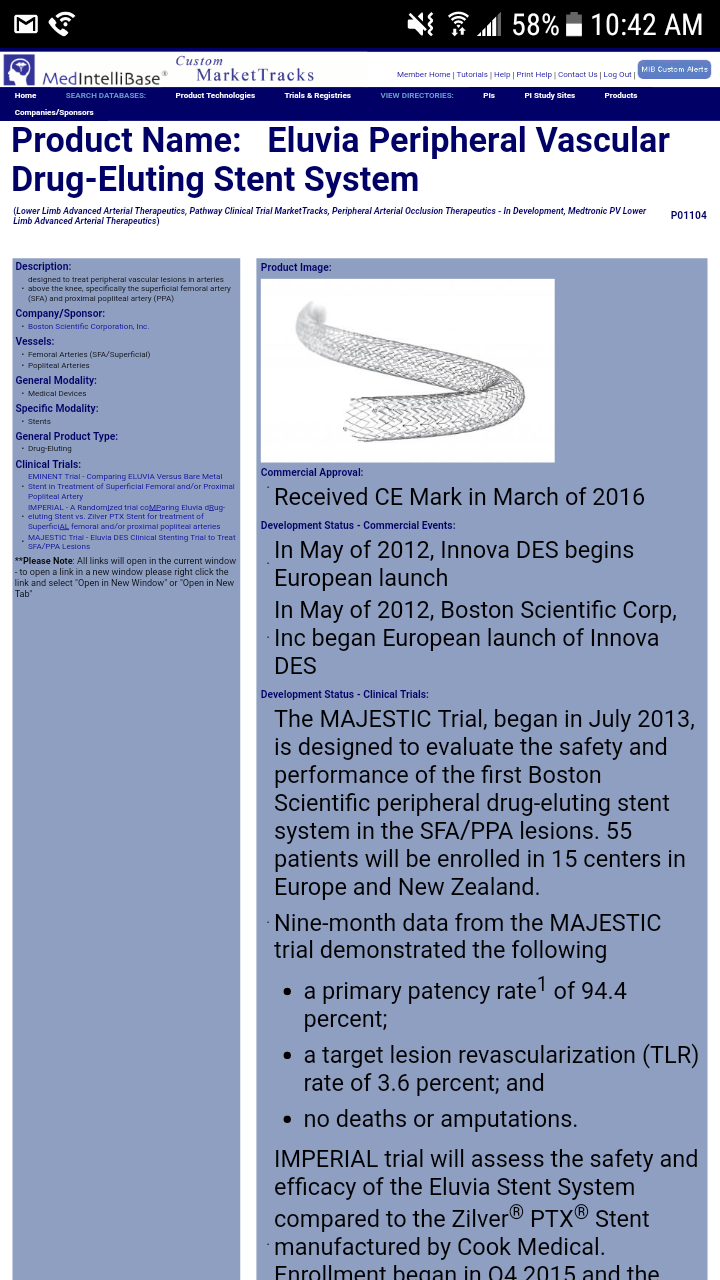 58% 10:42 AM
MedIntelliBase® Custom MarketTracks
Member Home | Tutorials | Help | Print Help | Contact Us | Log Out | MIB Custom Alerts
Home SEARCH DATABASES: Product Technologies Trials & Registries VIEW DIRECTORIES: PIs PI Study Sites Products
Companies/Sponsors
Product Name: Eluvia Peripheral Vascular
Drug-Eluting Stent System
(Lower Limb Advanced Arterial Therapeutics, Pathway Clinical Trial MarketTracks, Peripheral Arterial Occlusion Therapeutics - In Development, Medtronic PV Lower
Limb Advanced Arterial Therapeutics)
P01104
Description:
designed to treat peripheral vascular lesions in arteries
• above the knee, specifically the superficial femoral artery
(SFA) and proximal popliteal artery (PPA)
Company/Sponsor:
• Boston Scientific Corporation, Inc.
Vessels:
• Femoral Arteries (SFA/Superficial)
• Popliteal Arteries
General Modality:
• Medical Devices
Specific Modality:
• Stents
General Product Type:
• Drug-Eluting
Clinical Trials:
EMINENT Trial - Comparing ELUVIA Versus Bare Metal
• Stent in Treatment of Superficial Femoral and/or Proximal
Popliteal Artery
IMPERIAL - A RandomIzed trial coMParing Eluvia dRug-
• eluting Stent vs. Zilver PTX Stent for treatment of
SuperficiAL femoral and/or proximal popliteal arteries
• MAJESTIC Trial - Eluvia DES Clinical Stenting Trial to Treat
SFA/PPA Lesions
**Please Note: All links will open in the current window
- to open a link in a new window please right click the
link and select "Open in New Window" or "Open in New
Tab"
Product Image:
Commercial Approval:
• Received CE Mark in March of 2016
Development Status - Commercial Events:
• In May of 2012, Innova DES begins
European launch
In May of 2012, Boston Scientific Corp,
• Inc began European launch of Innova
DES
Development Status - Clinical Trials:
The MAJESTIC Trial, began in July 2013,
is designed to evaluate the safety and
performance of the first Boston
Scientific peripheral drug-eluting stent
system in the SFA/PPA lesions. 55
patients will be enrolled in 15 centers in
Europe and New Zealand.
• Nine-month data from the MAJESTIC
trial demonstrated the following
• a primary patency rate1 of 94.4
percent;
• a target lesion revascularization (TLR)
rate of 3.6 percent; and
• no deaths or amputations.
IMPERIAL trial will assess the safety and
efficacy of the Eluvia Stent System
compared to the Zilver® PTX® Stent
• manufactured by Cook Medical.
Enrollment began in Q4 2015 and the